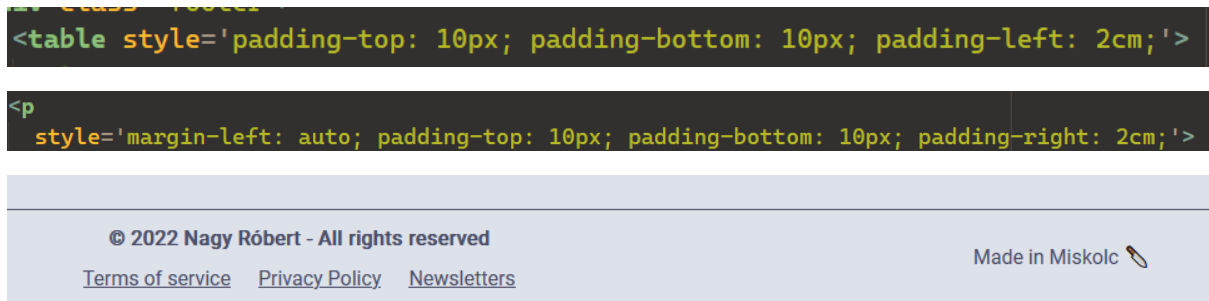 <table style='padding-top: 10px; padding-bottom: 10px; padding-left: 2cm;'>
<p
style='margin-left: auto; padding-top: 10px; padding-bottom: 10px; padding-right: 2cm;'>
© 2022 Nagy Róbert - All rights reserved
Made in Miskolc
Terms of service Privacy Policy Newsletters